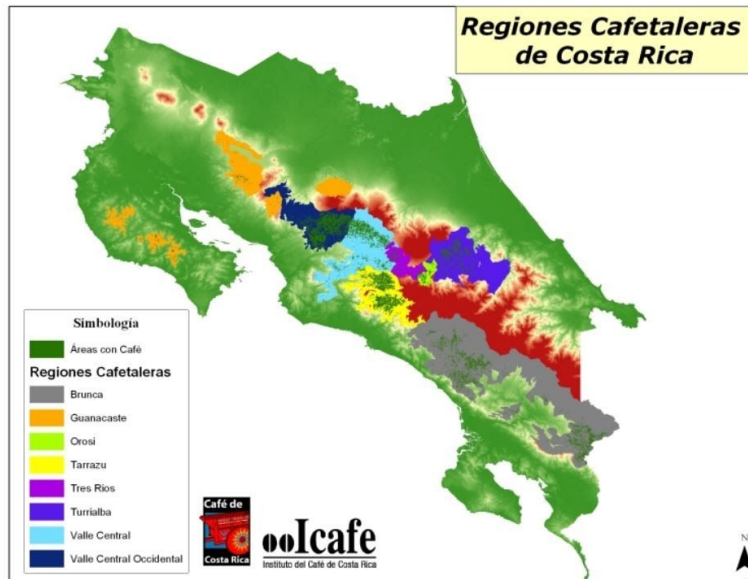 Regiones Cafetaleras
de Costa Rica
Simbología
Áreas con Café
Regiones Cafetaleras
Brunca
Guanacaste
Orosi
Tarrazu
Tres Rios
Turrialba
Valle Central
Valle Central Occidental
Café de
Costa Rica
Icafe
Instituto del Café de Costa Rica
N